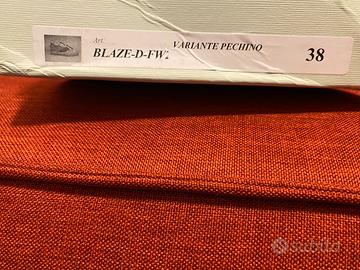 Art.
VARIANTE PECHINO
BLAZE-D-FW.
38
subito